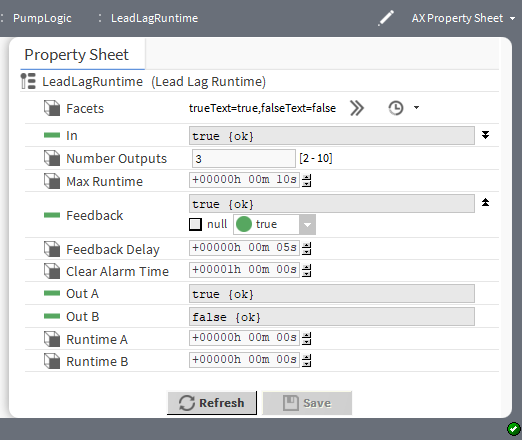 : PumpLogic : LeadLagRuntime AX Property Sheet
Property Sheet
LeadLagRuntime (Lead Lag Runtime)
Facets trueText=true,falseText=false
In true {ok}
Number Outputs 3 [2 - 10]
Max Runtime +00000h 00m 10s
Feedback true {ok}
null true
Feedback Delay +00000h 00m 05s
Clear Alarm Time +00001h 00m 00s
Out A true {ok}
Out B false {ok}
Runtime A +00000h 00m 00s
Runtime B +00000h 00m 00s
Refresh Save